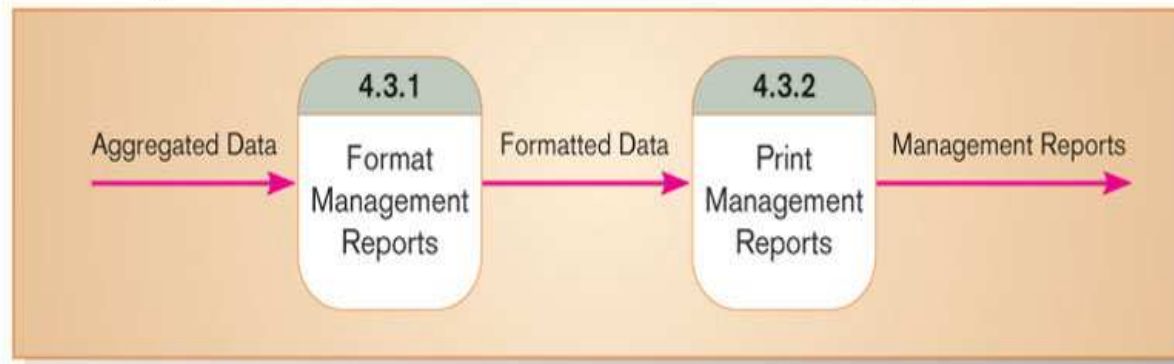 4.3.1
4.3.2
Aggregated Data
Format
Management
Reports
Formatted Data
Print
Management
Reports
Management Reports